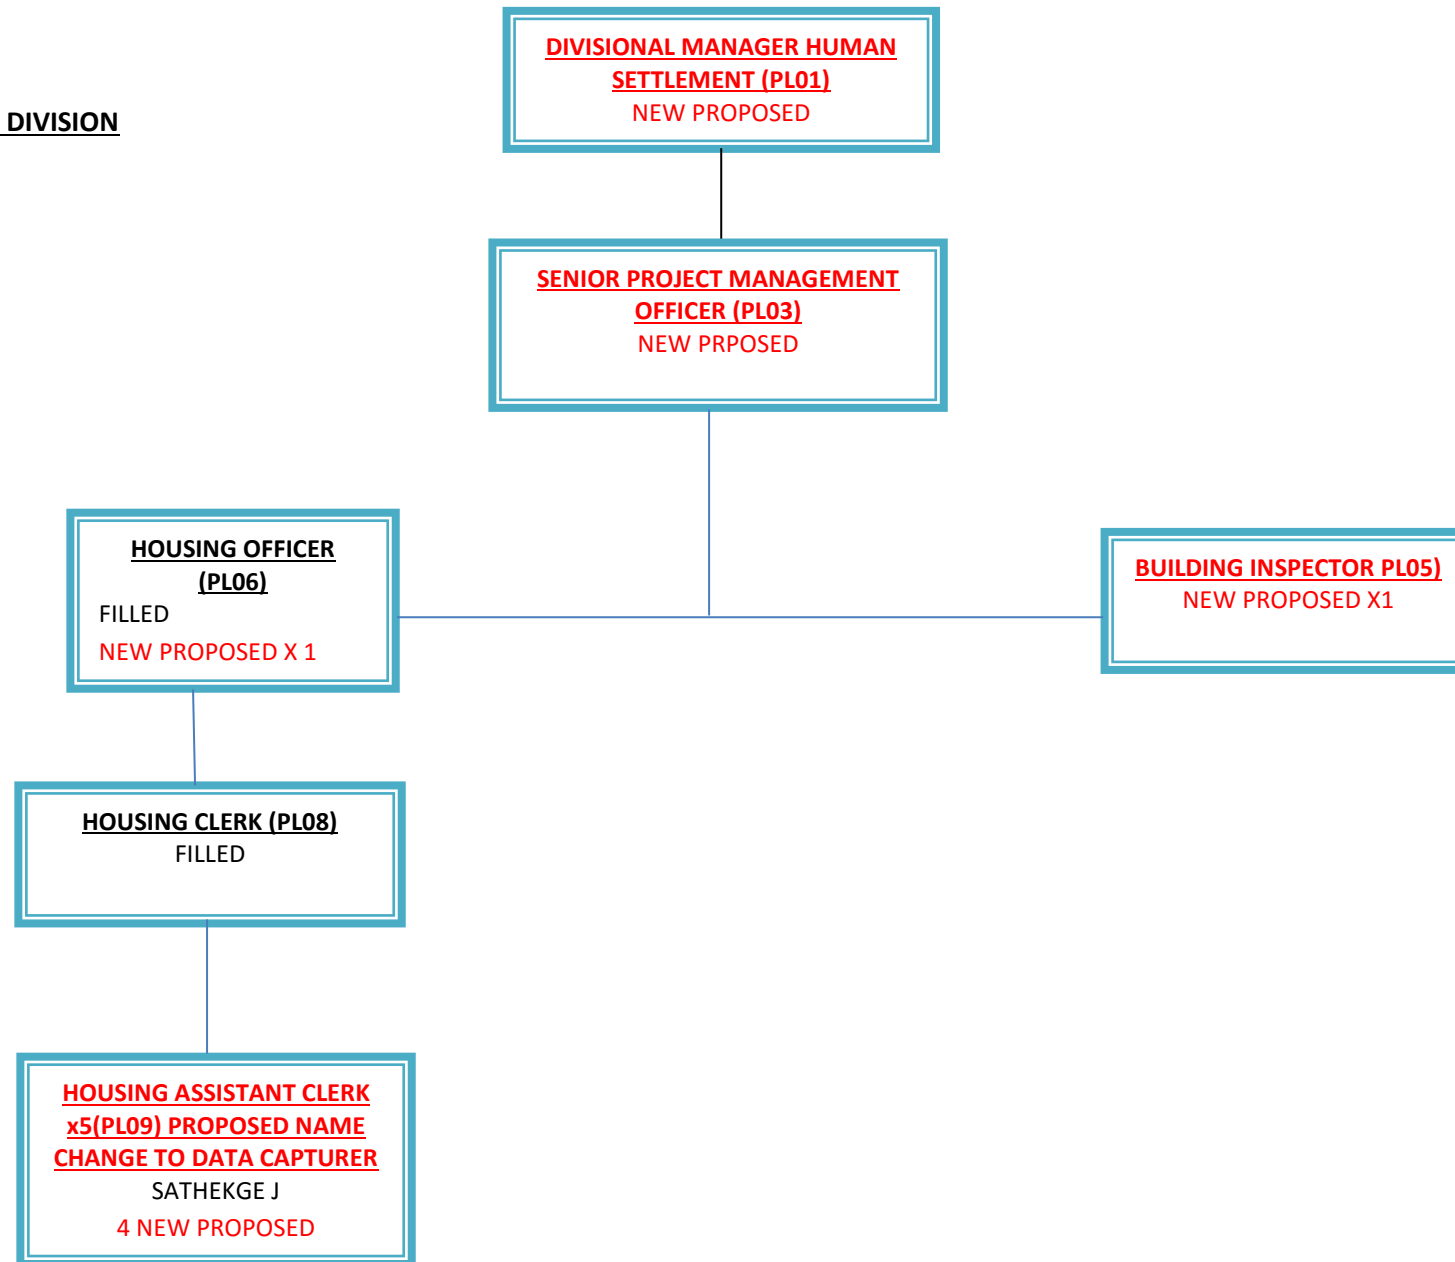 DIVISIONAL MANAGER HUMAN
SETTLEMENT (PL01)
NEW PROPOSED
DIVISION
SENIOR PROJECT MANAGEMENT
OFFICER (PL03)
NEW PRPOSED
HOUSING OFFICER
(PL06)
FILLED
NEW PROPOSED X 1
BUILDING INSPECTOR PL05)
NEW PROPOSED X1
HOUSING CLERK (PL08)
FILLED
HOUSING ASSISTANT CLERK
x5(PL09) PROPOSED NAME
CHANGE TO DATA CAPTURER
SATHEKGE J
4 NEW PROPOSED